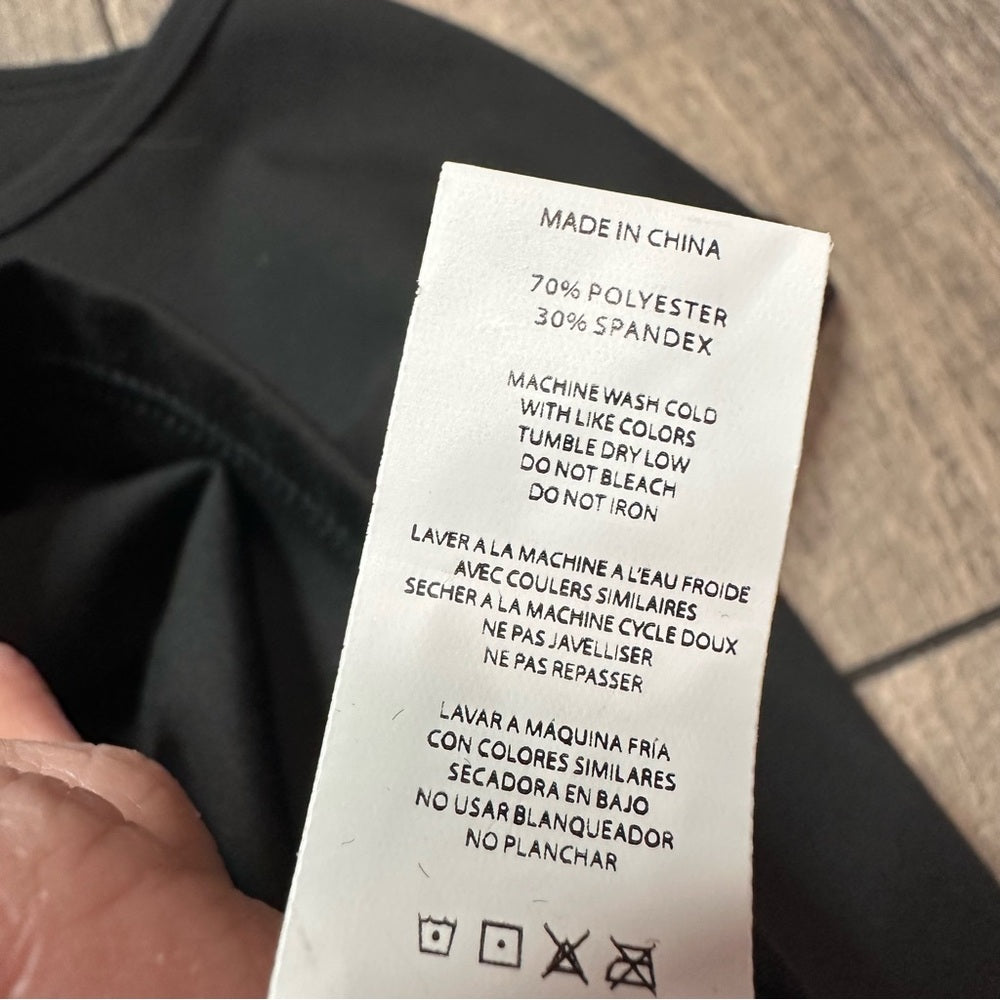 MADE IN CHINA
70% POLYESTER
30% SPANDEX
MACHINE WASH COLD
WITH LIKE COLORS
TUMBLE DRY LOW
DO NOT BLEACH
DO NOT IRON
LAVER A LA MACHINE A L'EAU FROIDE
AVEC COULERS SIMILAIRES
SECHER A LA MACHINE CYCLE DOUX
NE PAS JAVELLISER
NE PAS REPASSER
LAVAR A MÁQUINA FRÍA
CON COLORES SIMILARES
SECADORA EN BAJO
NO USAR BLANQUEADOR
NO PLANCHAR